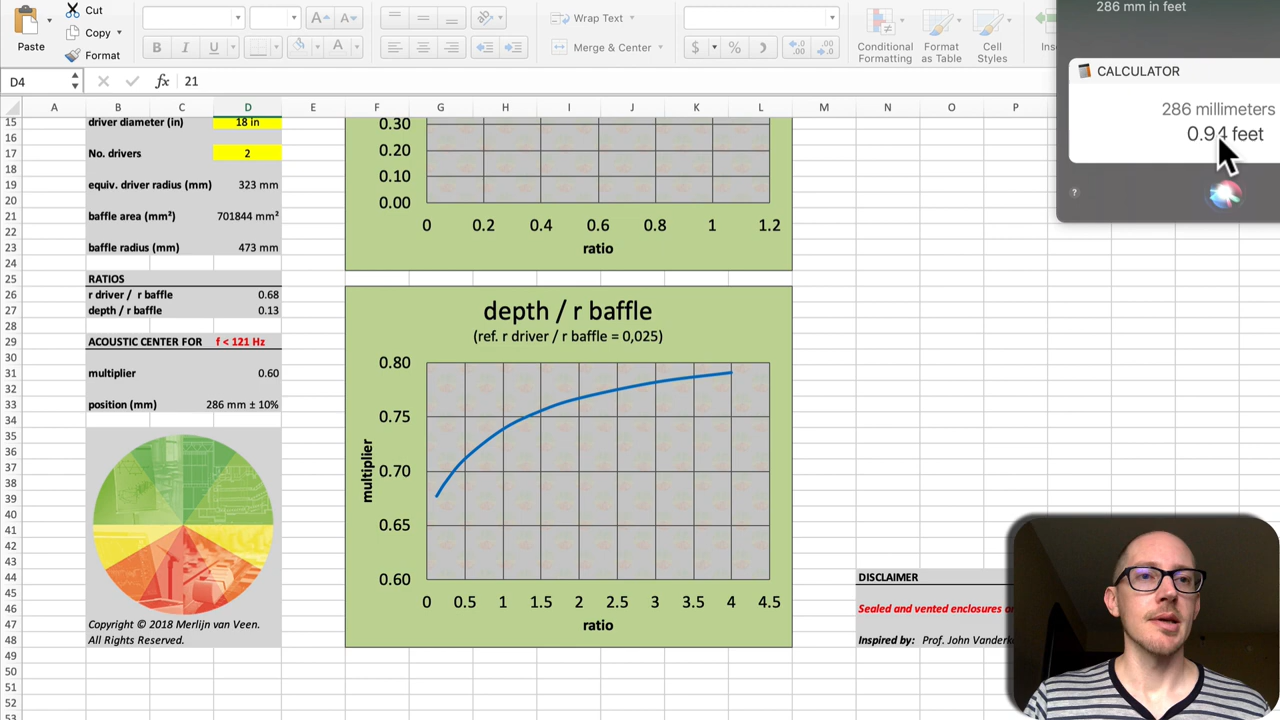 Cut
Copy
Format
Paste
B I U
A A
A
Wrap Text
Merge & Center
$ %
Conditional Formatting
Format as Table
Cell Styles
Ins
286 mm in feet
CALCULATOR
286 millimeters
0.94 feet
?
D4
fx 21
A B C D E F G H I J K L M N O P
15 driver diameter (in) 18 in
16
17 No. drivers 2
18
19 equiv. driver radius (mm) 323 mm
20
21 baffle area (mm²) 701844 mm²
22
23 baffle radius (mm) 473 mm
24
25 RATIOS
26 r driver / r baffle 0.68
27 depth / r baffle 0.13
28
29 ACOUSTIC CENTER FOR f < 121 Hz
30
31 multiplier 0.60
32
33 position (mm) 286 mm ± 10%
34
35
36
37
38
39
40
41
42
43
44
45
46
47 Copyright © 2018 Merlijn van Veen.
48 All Rights Reserved.
49
50
51
52
53
0.30
0.20
0.10
0.00
0 0.2 0.4 0.6 0.8 1 1.2
ratio
depth / r baffle
(ref. r driver / r baffle = 0,025)
0.80
0.75
0.70
0.65
0.60
multiplier
0 0.5 1 1.5 2 2.5 3 3.5 4 4.5
ratio
DISCLAIMER
Sealed and vented enclosures
Inspired by: Prof. John Vanderk